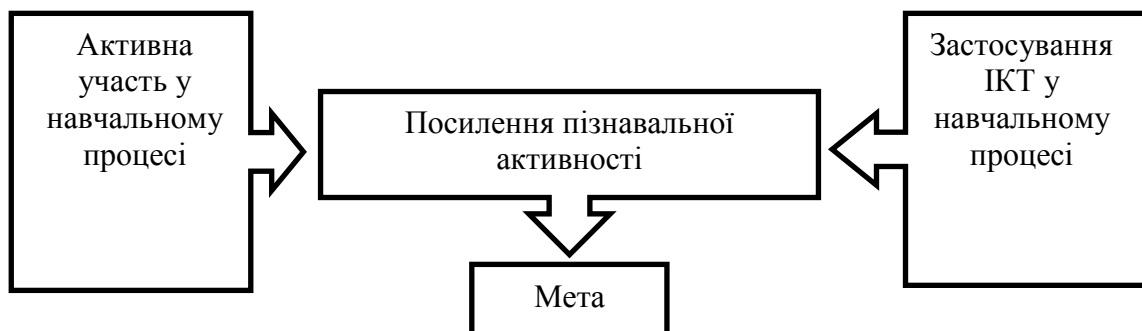 Активна
участь у
навчальному
процесі
Посилення пізнавальної
активності
Застосування
ІКТ у
навчальному
процесі
Мета